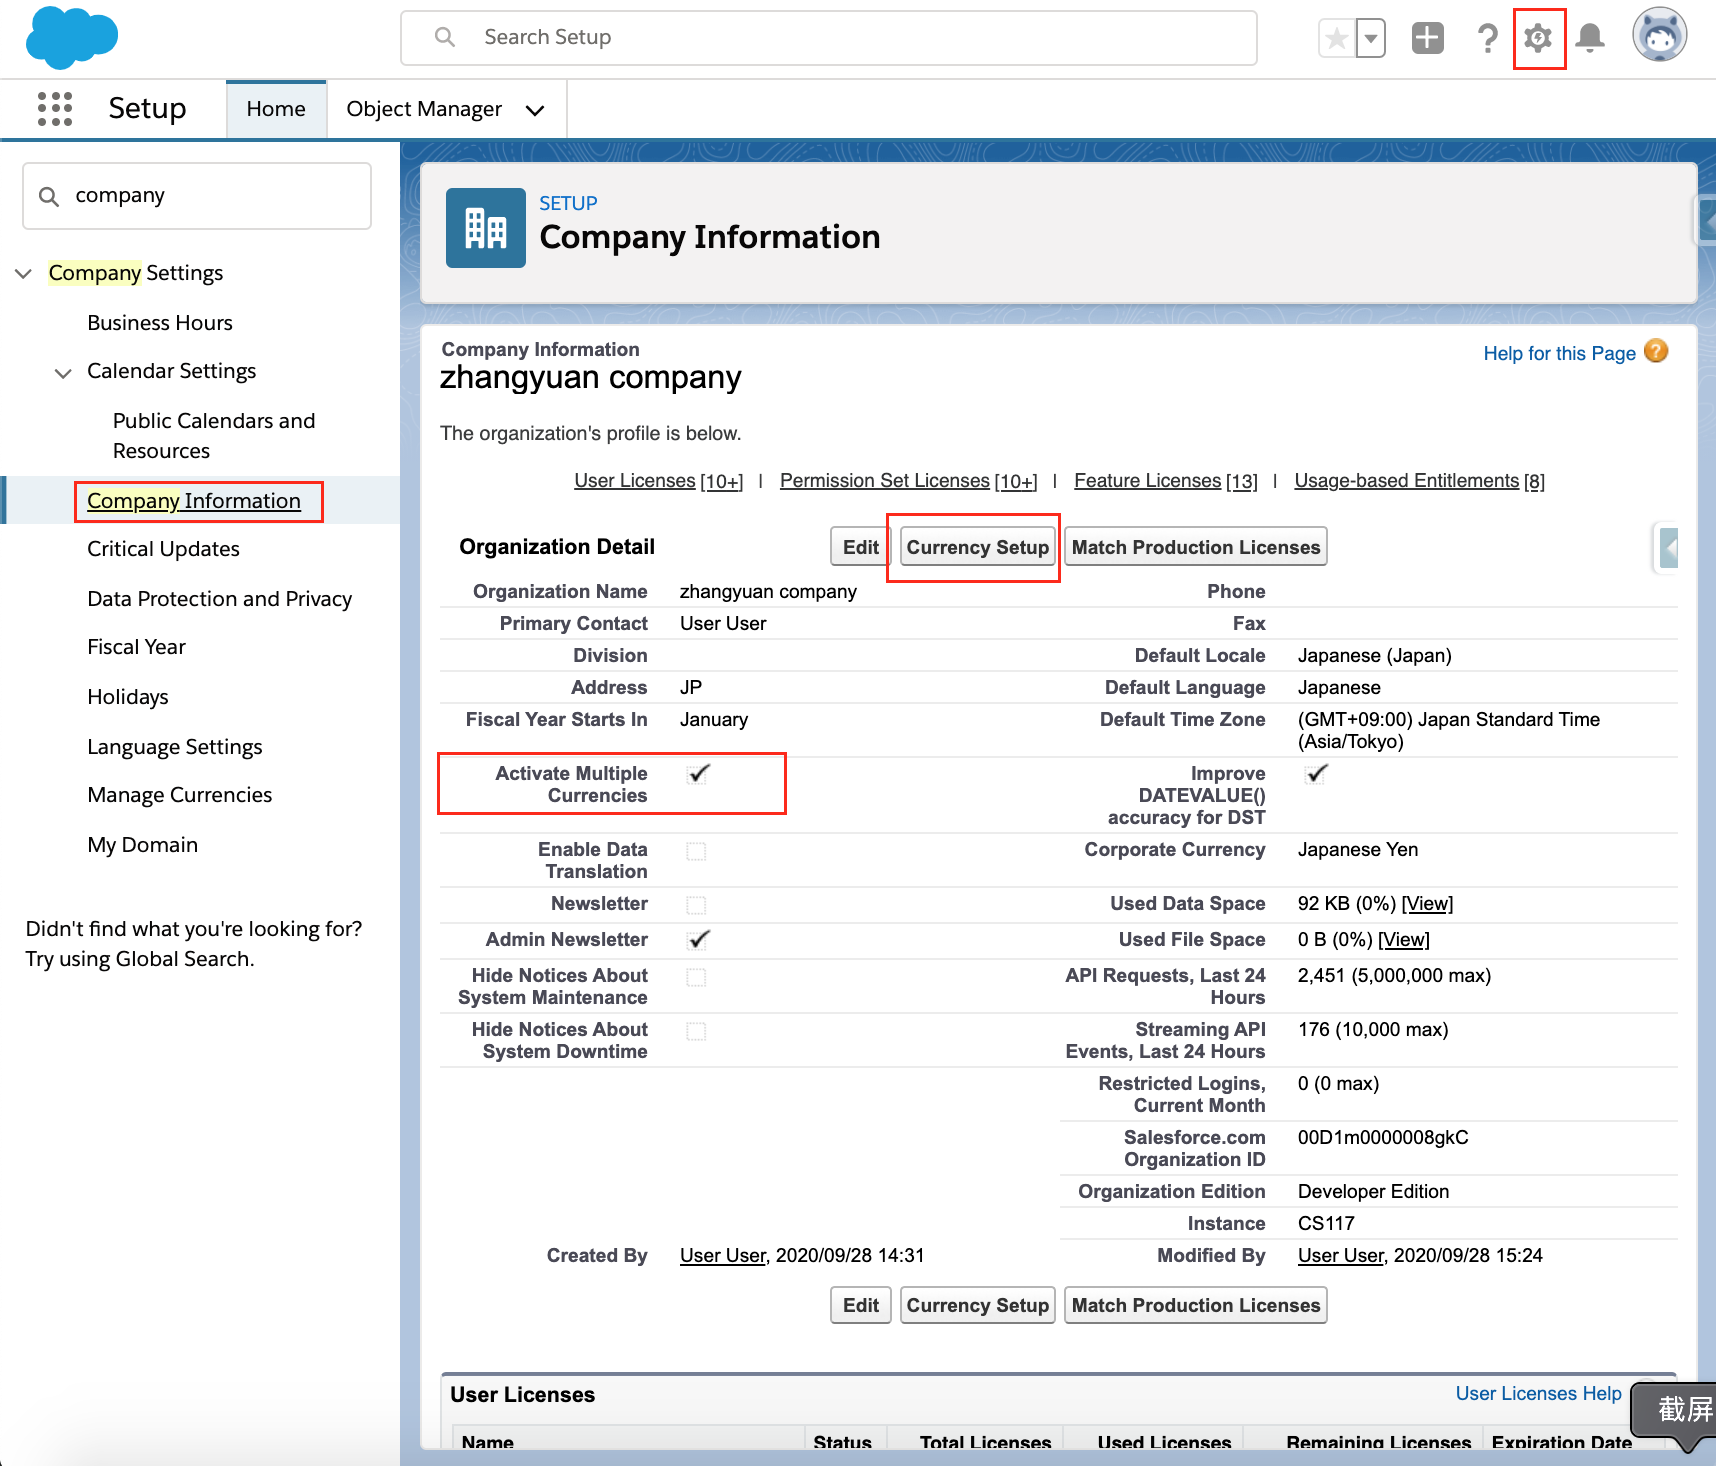 Search Setup
Setup
Home
Object Manager
company
Company Settings
Business Hours
Calendar Settings
Public Calendars and
Resources
Company Information
Critical Updates
Data Protection and Privacy
Fiscal Year
Holidays
Language Settings
Manage Currencies
My Domain
Didn't find what you're looking for?
Try using Global Search.
SETUP
Company Information
Company Information
Help for this Page ?
zhangyuan company
The organization's profile is below.
User Licenses [10+] | Permission Set Licenses [10+] | Feature Licenses [13] | Usage-based Entitlements [8]
Organization Detail Edit Currency Setup Match Production Licenses
Organization Name zhangyuan company Phone
Primary Contact User User Fax
Division Default Locale Japanese (Japan)
Address JP Default Language Japanese
Fiscal Year Starts In January Default Time Zone (GMT+09:00) Japan Standard Time
(Asia/Tokyo)
Activate Multiple Improve
Currencies DATEVALUE()
accuracy for DST
Enable Data Corporate Currency Japanese Yen
Translation
Newsletter Used Data Space 92 KB (0%) [View]
Admin Newsletter Used File Space 0 B (0%) [View]
Hide Notices About API Requests, Last 24 2,451 (5,000,000 max)
System Maintenance Hours
Hide Notices About Streaming API 176 (10,000 max)
System Downtime Events, Last 24 Hours
Restricted Logins, 0 (0 max)
Current Month
Salesforce.com 00D1m0000008gkC
Organization ID
Organization Edition Developer Edition
Instance CS117
Created By User User, 2020/09/28 14:31 Modified By User User, 2020/09/28 15:24
Edit Currency Setup Match Production Licenses
User Licenses User Licenses Help
截屏
Name Status Total Licenses Used Licenses Remaining Licenses Expiration Date